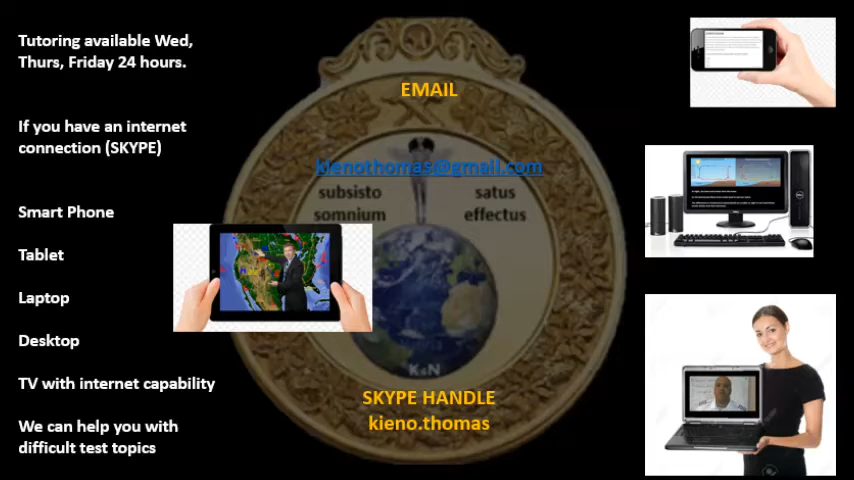 Tutoring available Wed,
Thurs, Friday 24 hours.
If you have an internet
connection (SKYPE)
Smart Phone
Tablet
Laptop
Desktop
TV with internet capability
We can help you with
difficult test topics
EMAIL
kienothomas@gmail.com
subsisto
somnium
satus
effectus
K&N
SKYPE HANDLE
kieno.thomas